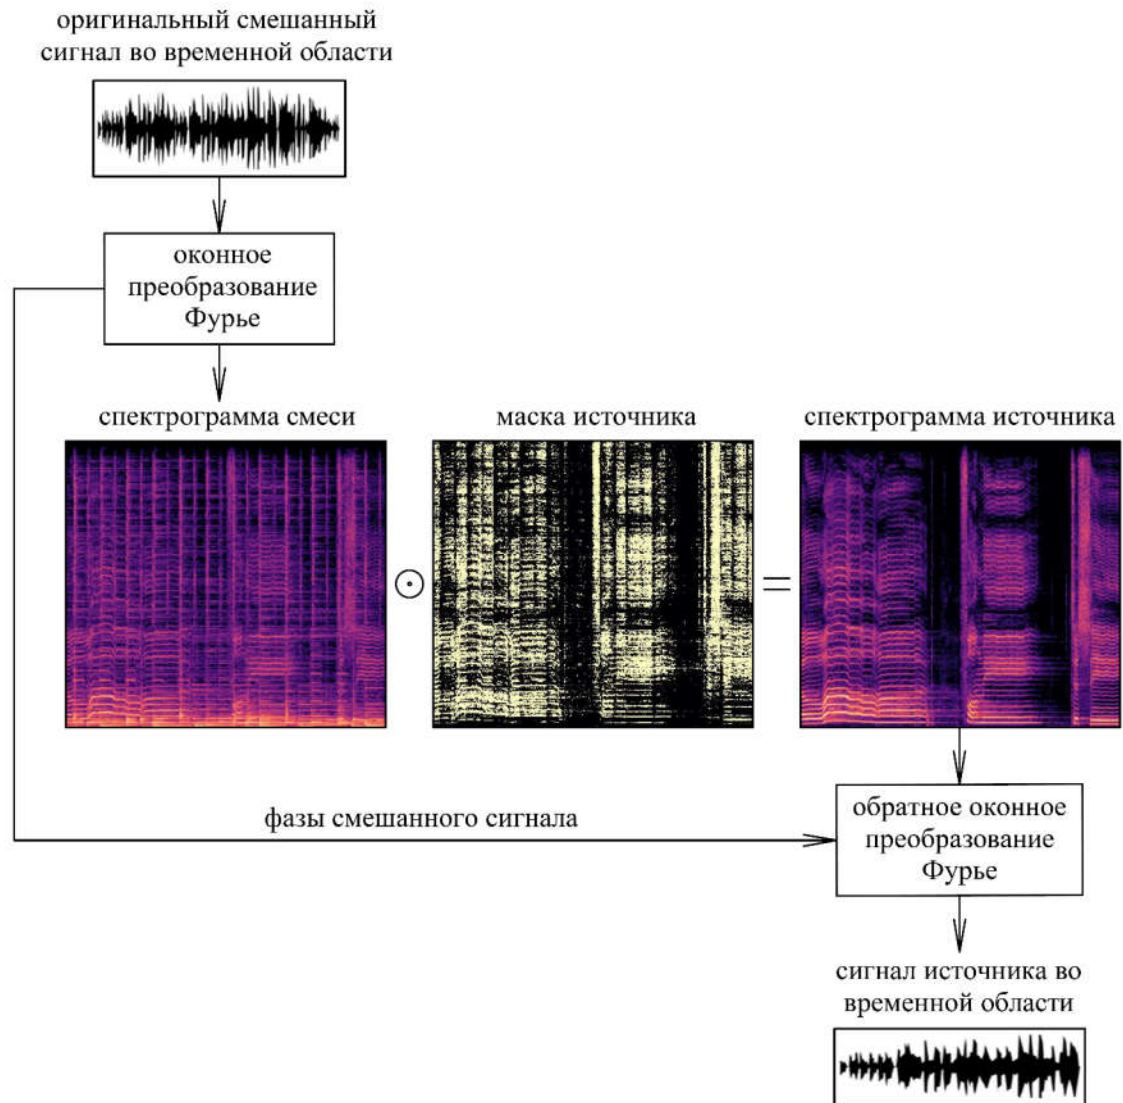 оригинальный смешанный
сигнал во временной области
оконное
преобразование
Фурье
спектрограмма смеси
маска источника
спектрограмма источника
фазы смешанного сигнала
обратное оконное
преобразование
Фурье
сигнал источника во
временной области